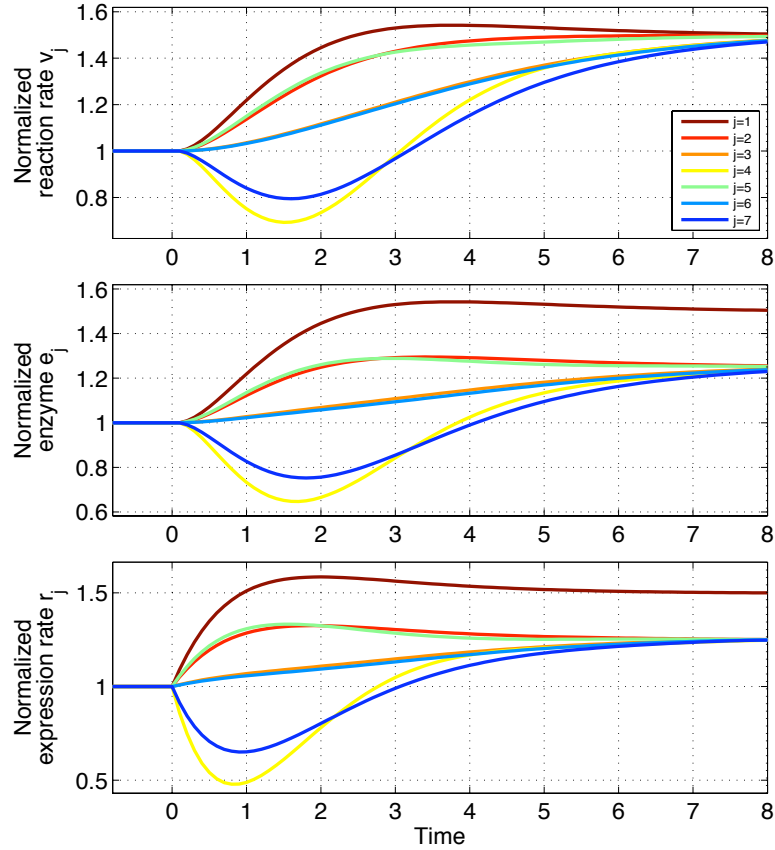 Normalized
reaction rate v_j
1.6
1.4
1.2
1
0.8
0 1 2 3 4 5 6 7 8
j=1
j=2
j=3
j=4
j=5
j=6
j=7
Normalized
enzyme e_j
1.6
1.4
1.2
1
0.8
0.6
0 1 2 3 4 5 6 7 8
Normalized
expression rate r_j
1.5
1
0.5
0 1 2 3 4 5 6 7 8
Time